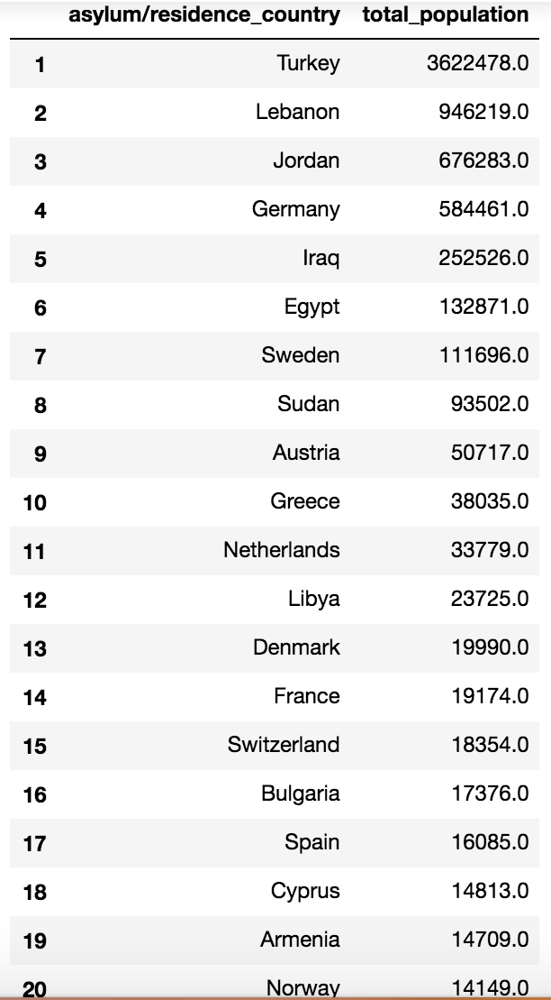 asylum/residence_country total_population
1 Turkey 3622478.0
2 Lebanon 946219.0
3 Jordan 676283.0
4 Germany 584461.0
5 Iraq 252526.0
6 Egypt 132871.0
7 Sweden 111696.0
8 Sudan 93502.0
9 Austria 50717.0
10 Greece 38035.0
11 Netherlands 33779.0
12 Libya 23725.0
13 Denmark 19990.0
14 France 19174.0
15 Switzerland 18354.0
16 Bulgaria 17376.0
17 Spain 16085.0
18 Cyprus 14813.0
19 Armenia 14709.0
20 Norway 14149.0